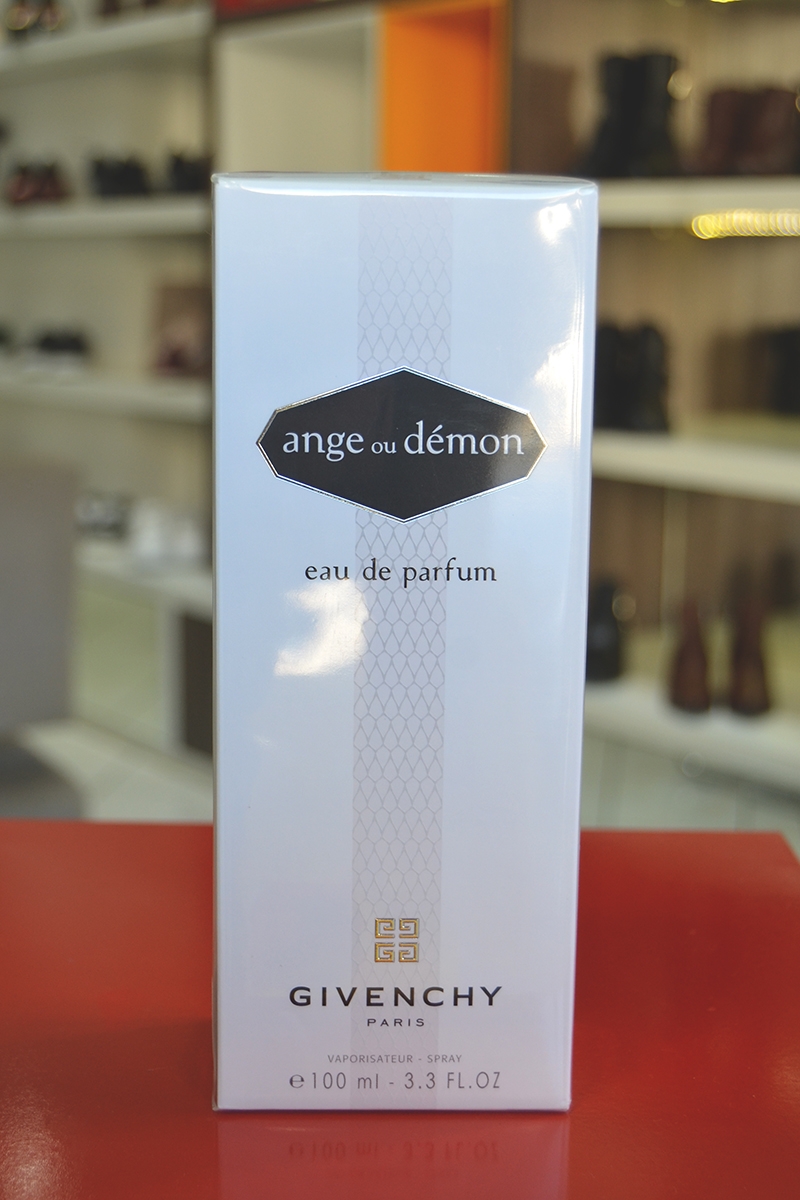 ange ou démon
eau de parfum
GIVENCHY
PARIS
VAPORISATEUR - SPRAY
℮100 ml - 3.3 FL.OZ